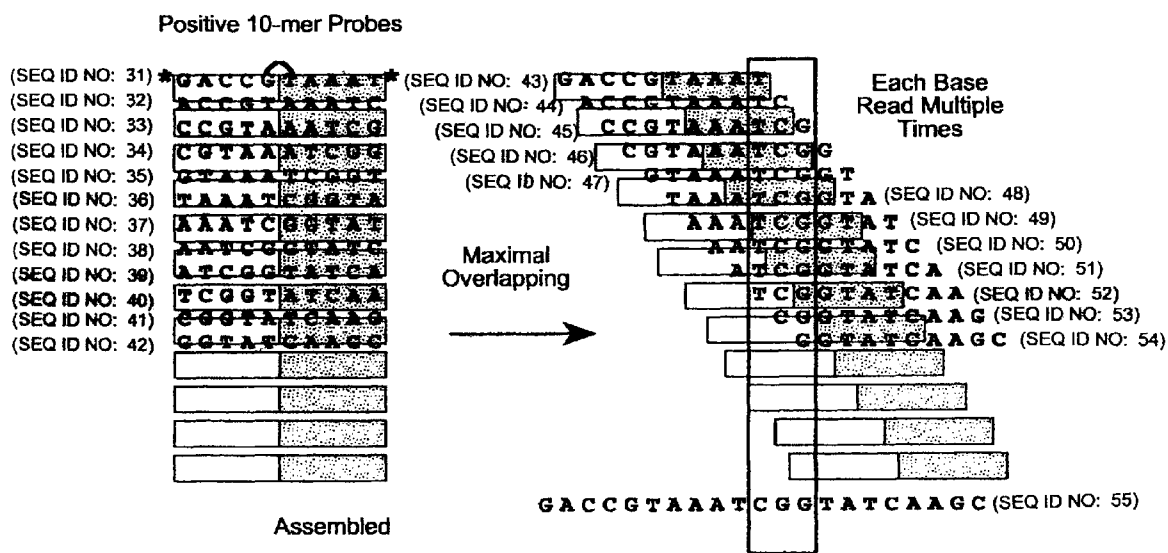 Positive 10-mer Probes
(SEQ ID NO: 31) *GACCGTAAAT*
(SEQ ID NO: 32) ACCGTAAATC
(SEQ ID NO: 33) CCGTAAATCG
(SEQ ID NO: 34) CGTAAATCGG
(SEQ ID NO: 35) GTAAATCGGT
(SEQ ID NO: 36) TAAATCGGTA
(SEQ ID NO: 37) AAATCGGTAT
(SEQ ID NO: 38) AATCGGTATC
(SEQ ID NO: 39) ATCGGTATCA
(SEQ ID NO: 40) TCGGTATCAA
(SEQ ID NO: 41) CGGTATCAAG
(SEQ ID NO: 42) GGTATCAAGC
Assembled
Maximal
Overlapping
(SEQ ID NO: 43) GACCGTAAAT
(SEQ ID NO: 44) ACCGTAAATC
(SEQ ID NO: 45) CCGTAAATCG
(SEQ ID NO: 46) CGTAAATCGG
(SEQ ID NO: 47) GTAAATCGGT
TAAATCGGTA (SEQ ID NO: 48)
AAATCGGTAT (SEQ ID NO: 49)
AATCGGTATC (SEQ ID NO: 50)
ATCGGTATCA (SEQ ID NO: 51)
TCGGTATCAA (SEQ ID NO: 52)
CGGTATCAAG (SEQ ID NO: 53)
GGTATCAAGC (SEQ ID NO: 54)
GACCGTAAATCGGTATCAAGC (SEQ ID NO: 55)
Each Base
Read Multiple
Times